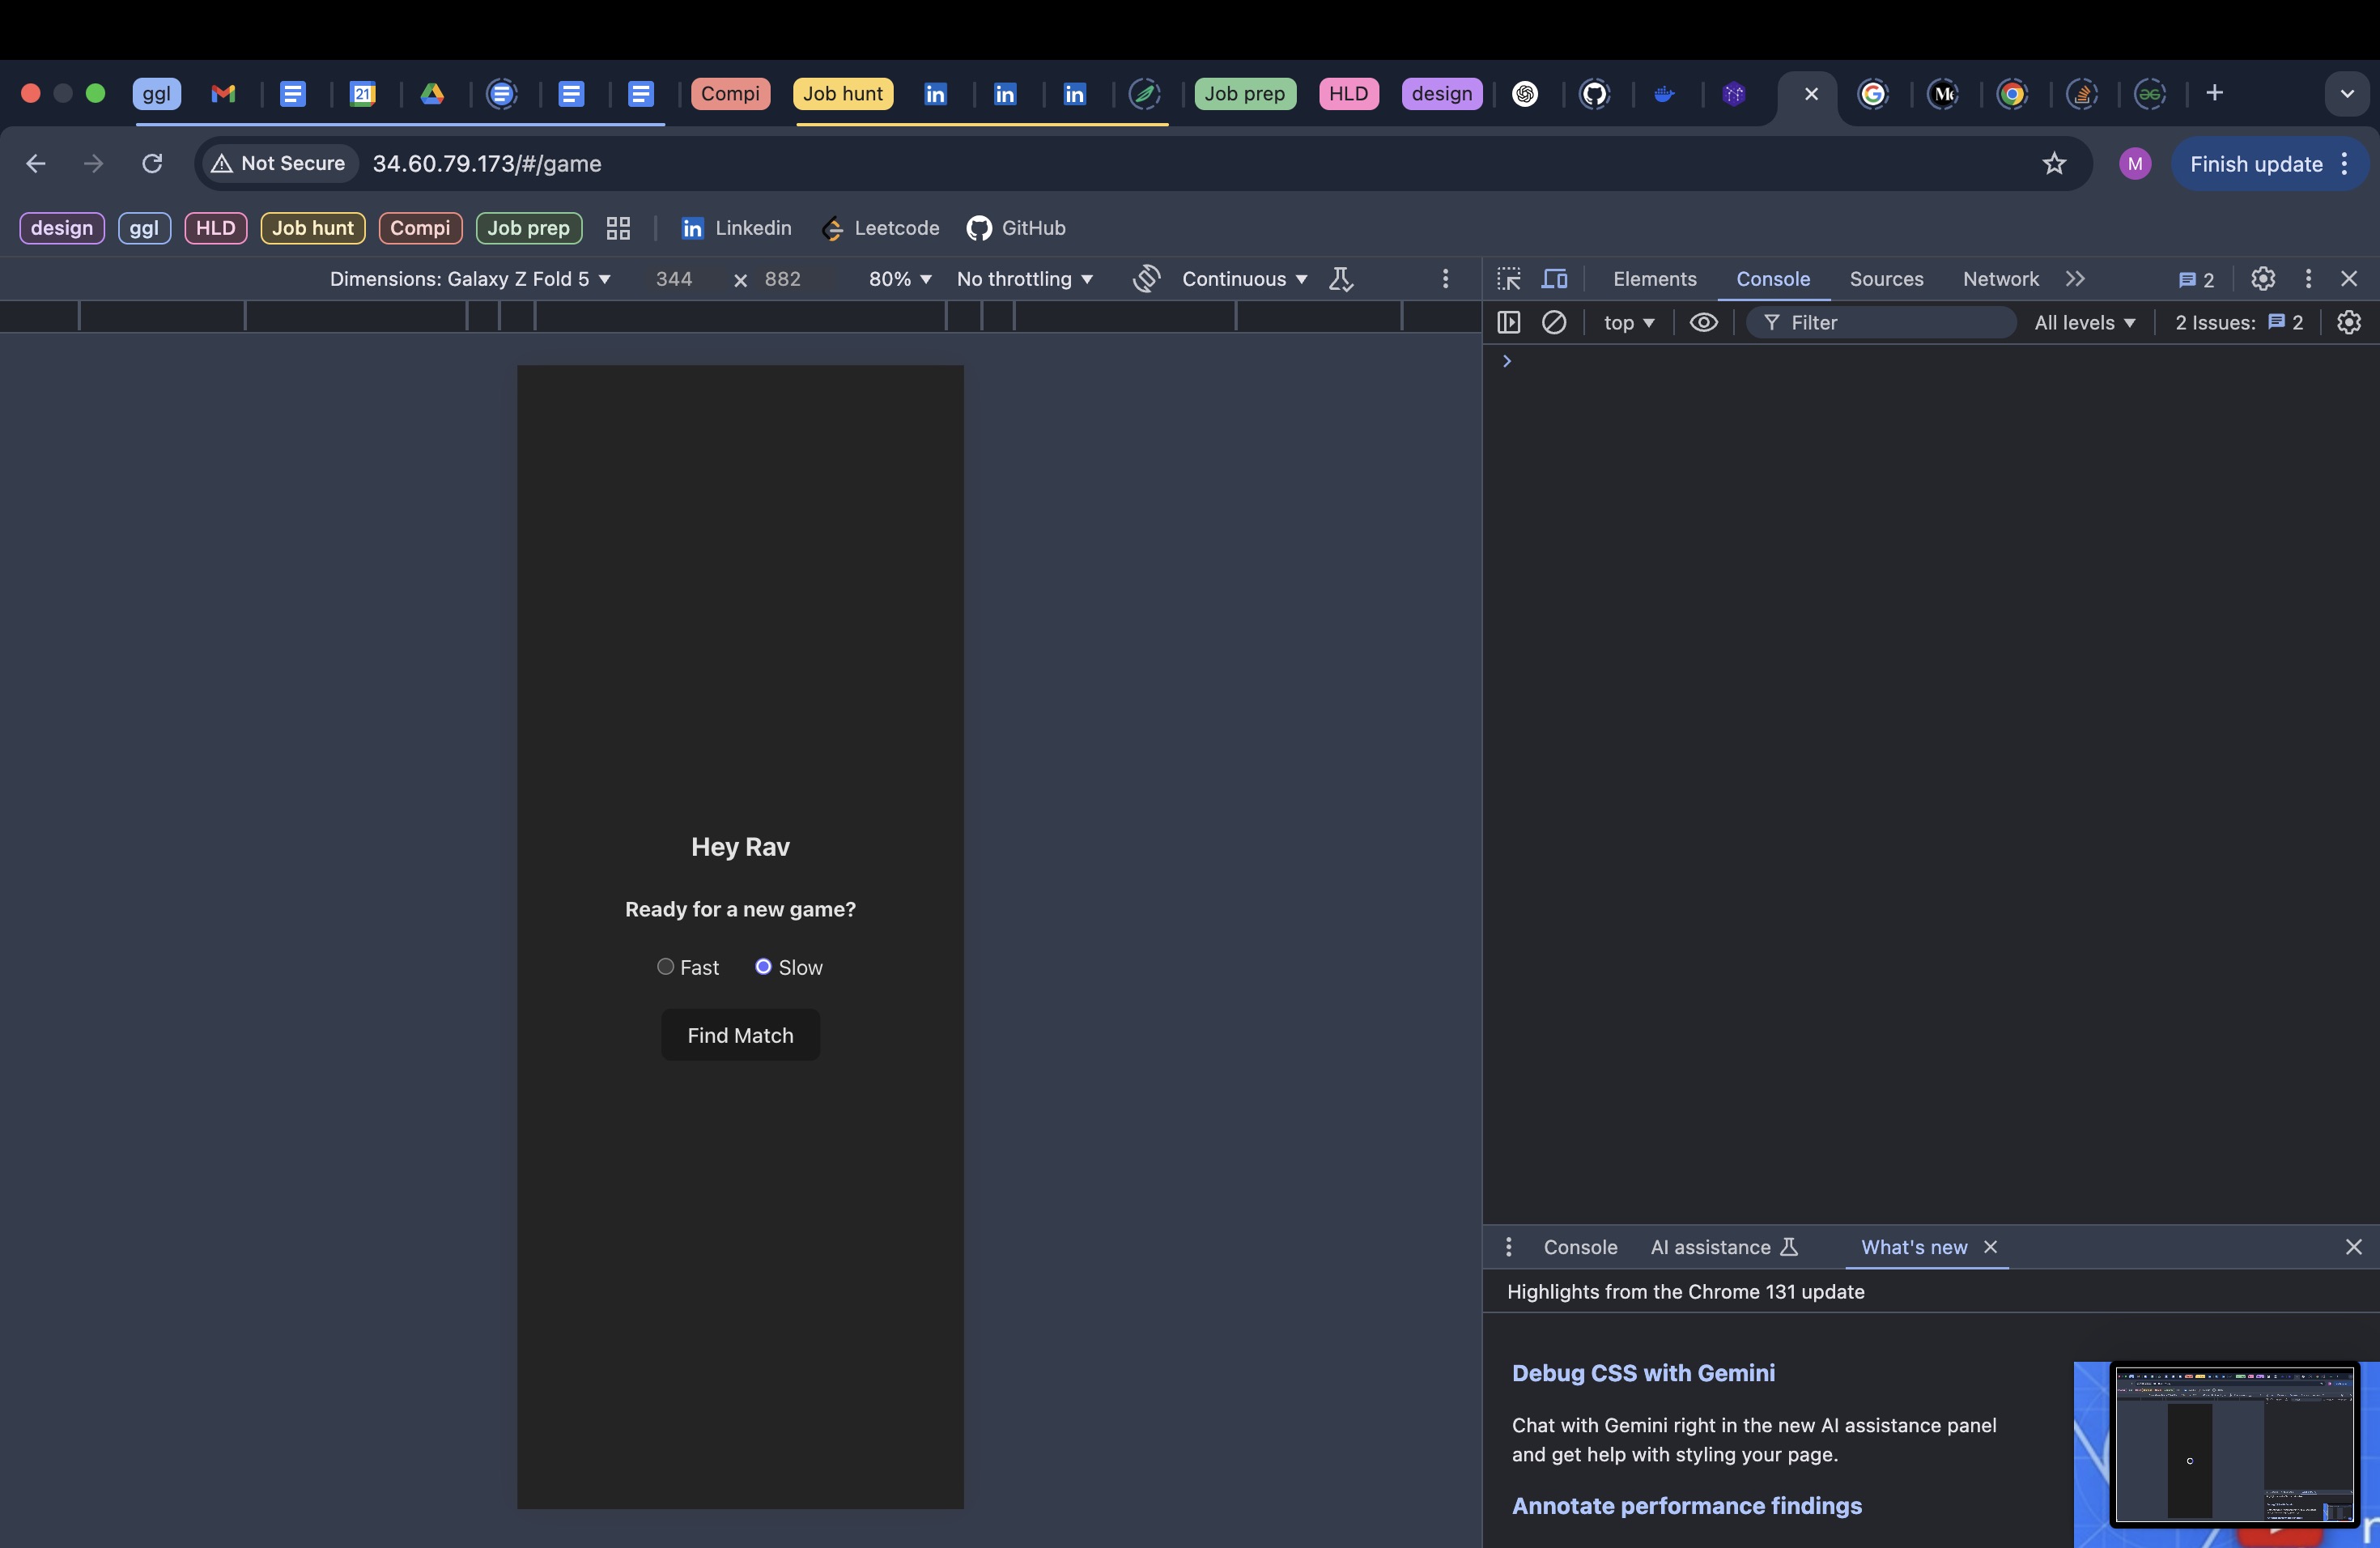 ggl
21
Compi
Job hunt
Job prep
HLD
design
Not Secure
34.60.79.173/#/game
M
Finish update
design
ggl
HLD
Job hunt
Compi
Job prep
Linkedin
Leetcode
GitHub
Dimensions: Galaxy Z Fold 5
344
×
882
80%
No throttling
Continuous
Elements
Console
Sources
Network
2
top
Filter
All levels
2 Issues:
2
Hey Rav
Ready for a new game?
Fast
Slow
Find Match
Console
AI assistance
What's new
Highlights from the Chrome 131 update
Debug CSS with Gemini
Chat with Gemini right in the new AI assistance panel
and get help with styling your page.
Annotate performance findings